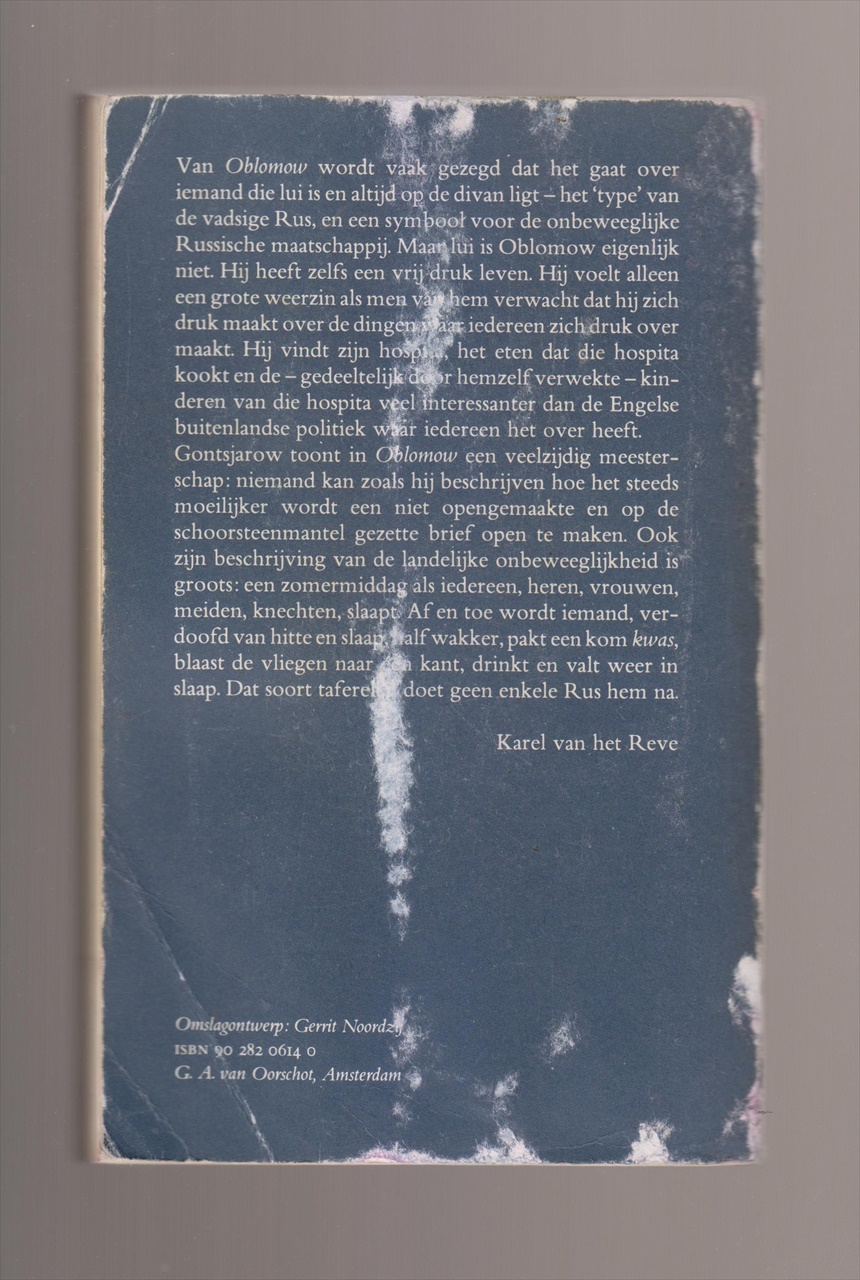 Van Oblomow wordt vaak gezegd dat het gaat over
iemand die lui is en altijd op de divan ligt – het ‘type’ van
de vadsige Rus, en een symbool voor de onbeweeglijke
Russische maatschappij. Maar lui is Oblomow eigenlijk
niet. Hij heeft zelfs een vrij druk leven. Hij voelt alleen
een grote weerzin als men van hem verwacht dat hij zich
druk maakt over de dingen waar iedereen zich druk over
maakt. Hij vindt zijn hospita, het eten dat die hospita
kookt en de – gedeeltelijk door hemzelf verwekte – kin-
deren van die hospita veel interessanter dan de Engelse
buitenlandse politiek waar iedereen het over heeft.
Gontsjarow toont in Oblomow een veelzijdig meester-
schap: niemand kan zoals hij beschrijven hoe het steeds
moeilijker wordt een niet opengemaakte en op de
schoorsteenmantel gezette brief open te maken. Ook
zijn beschrijving van de landelijke onbeweeglijkheid is
groots: een zomermiddag als iedereen, heren, vrouwen,
meiden, knechten, slaapt. Af en toe wordt iemand, ver-
doofd van hitte en slaap, half wakker, pakt een kom kwas,
blaast de vliegen naar een kant, drinkt en valt weer in
slaap. Dat soort doet geen enkele Rus hem na.
Karel van het Reve
Omslagontwerp: Gerrit Noordzij
ISBN 90 282 0614 0
G. A. van Oorschot, Amsterdam